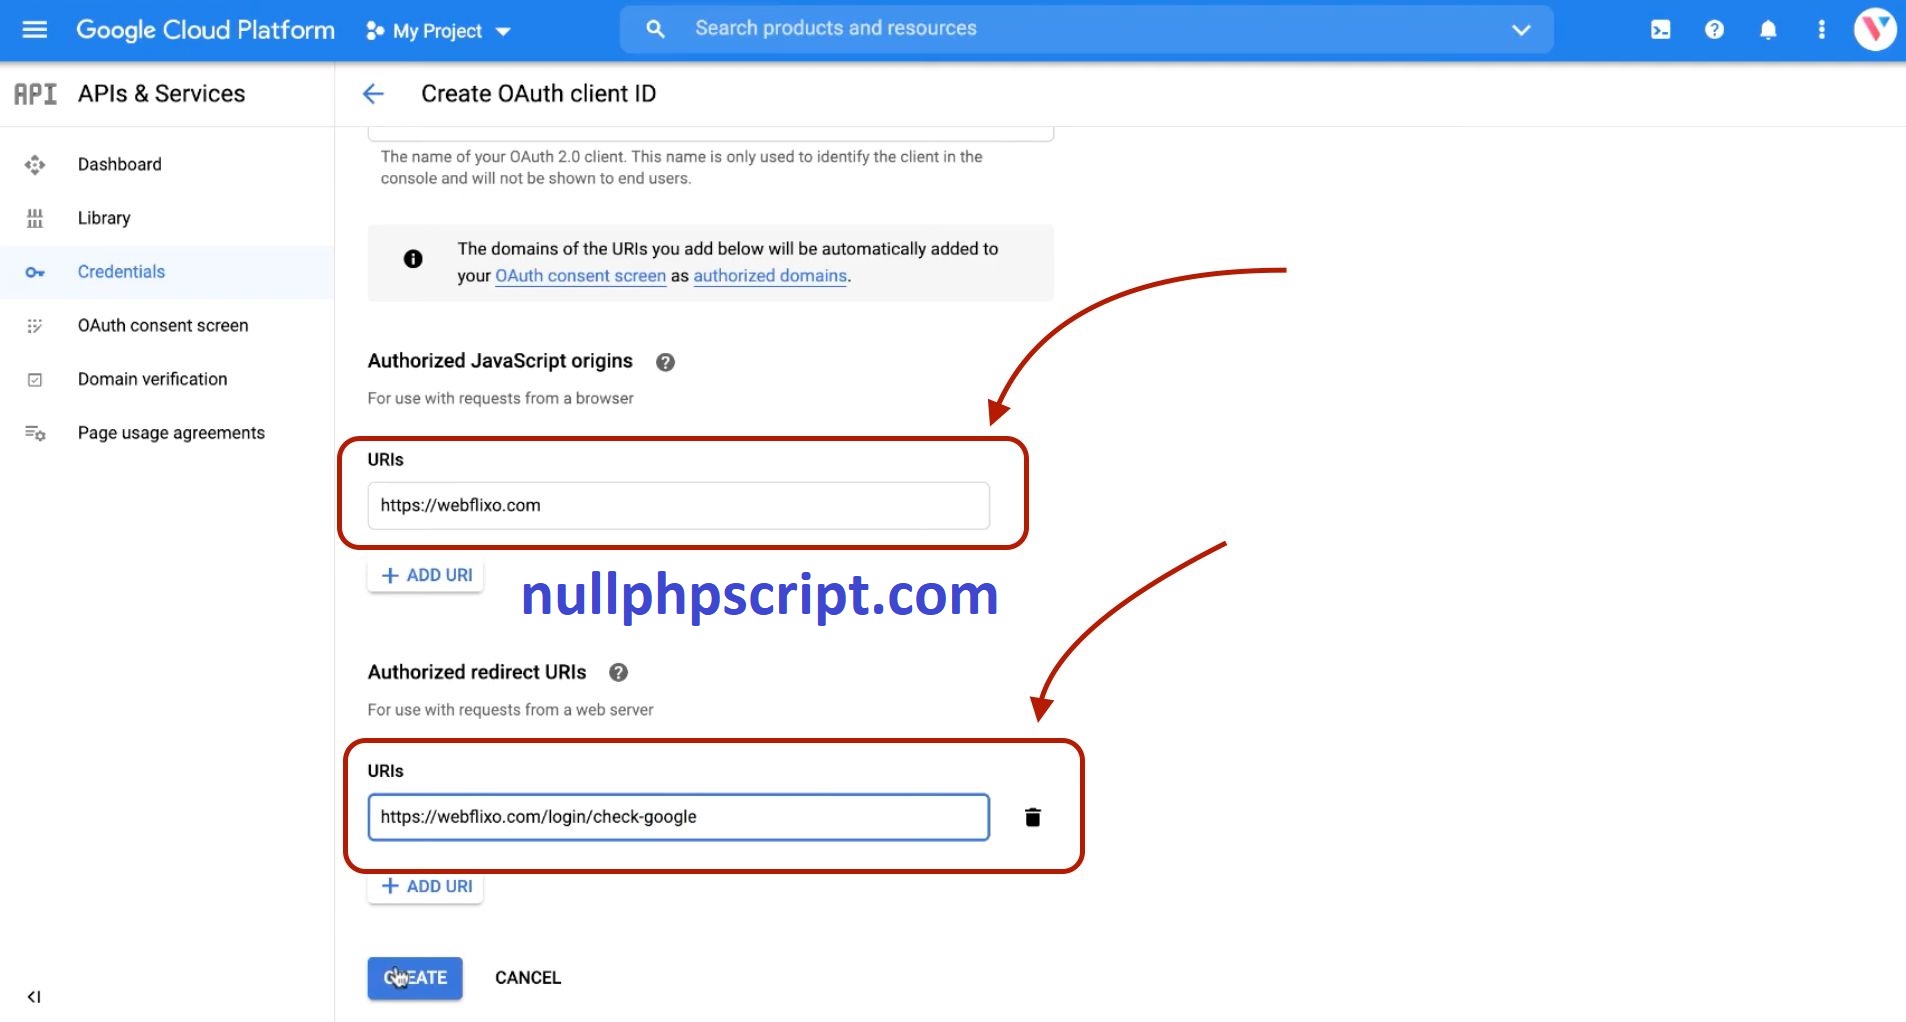 Google Cloud Platform
My Project
Search products and resources
API
APIs & Services
Create OAuth client ID
Dashboard
Library
Credentials
OAuth consent screen
Domain verification
Page usage agreements
The name of your OAuth 2.0 client. This name is only used to identify the client in the
console and will not be shown to end users.
The domains of the URIs you add below will be automatically added to
your OAuth consent screen as authorized domains.
Authorized JavaScript origins
For use with requests from a browser
URIs
https://webflixo.com
+ ADD URI
nullphpscript.com
Authorized redirect URIs
For use with requests from a web server
URIs
https://webflixo.com/login/check-google
+ ADD URI
CREATE
CANCEL